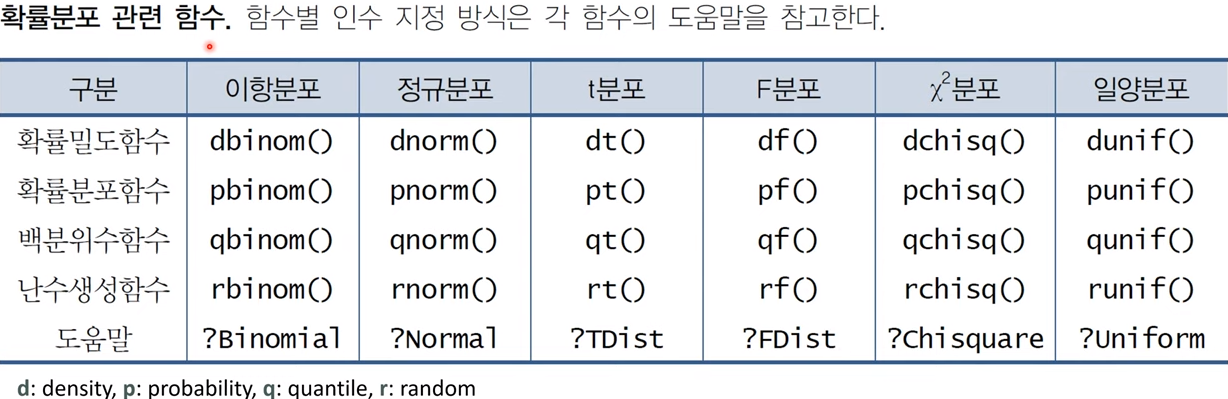 확률분포 관련 함수. 함수별 인수 지정 방식은 각 함수의 도움말을 참고한다.
구분 이항분포 정규분포 t분포 F분포 χ²분포 일양분포
확률밀도함수 dbinom() dnorm() dt() df() dchisq() dunif()
확률분포함수 pbinom() pnorm() pt() pf() pchisq() punif()
백분위수함수 qbinom() qnorm() qt() qf() qchisq() qunif()
난수생성함수 rbinom() rnorm() rt() rf() rchisq() runif()
도움말 ?Binomial ?Normal ?TDist ?FDist ?Chisquare ?Uniform
d: density, p: probability, q: quantile, r: random